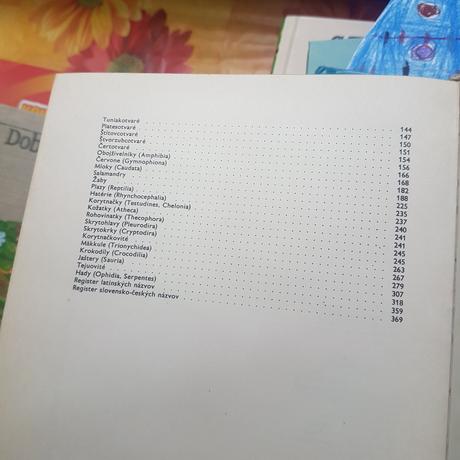 Dob
Tuniakotvaré 144
Platesotvaré 147
Štítovcotvaré 150
Štvorzubcotvaré 151
Čertotvaré 154
Obojživelníky (Amphibia) 156
Červone (Gymnophiona) 166
Mloky (Caudata) 168
Salamandry 182
Žaby 188
Plazy (Reptilia) 225
Hatérie (Rhynchocephalia) 235
Korytnačky (Testudines, Chelonia) 237
Kožatky (Atheca) 240
Rohovinatky (Thecophora) 241
Skrytohlavy (Pleurodira) 241
Skrytokrky (Cryptodira) 245
Korytnačkovité 245
Mäkkule (Trionychidea) 263
Krokodíly (Crocodilia) 267
Jaštery (Sauria) 279
Tejuovité 307
Hady (Ophidia, Serpentes) 318
Register latinských názvov 359
Register slovensko-českých názvov 369